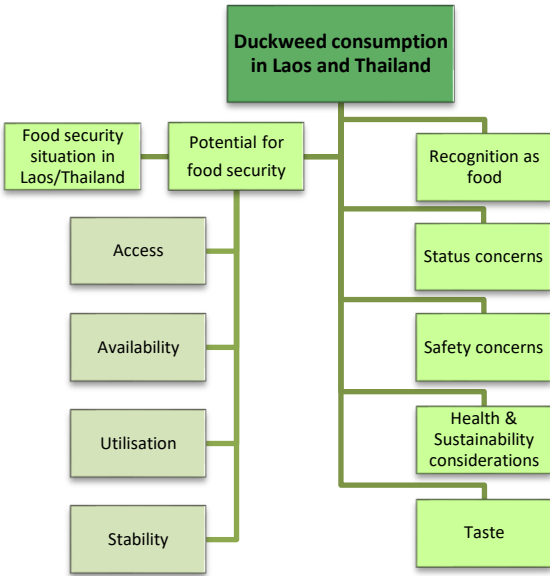 Duckweed consumption
in Laos and Thailand
Food security
situation in
Laos/Thailand
Potential for
food security
Recognition as
food
Access
Status concerns
Availability
Safety concerns
Utilisation
Health &
Sustainability
considerations
Stability
Taste